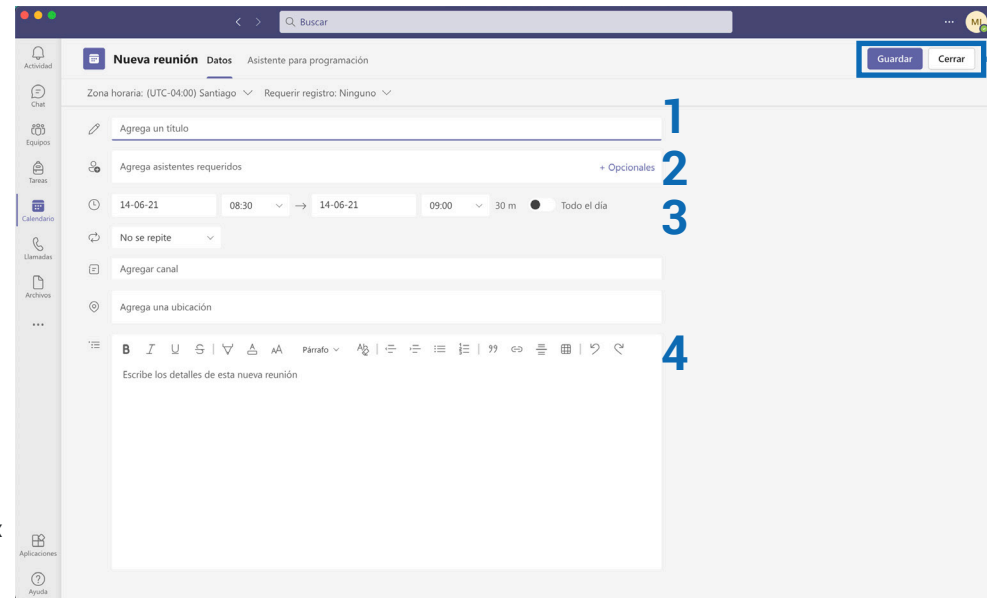 Buscar
ML
Actividad
Chat
Equipos
Tareas
Calendario
Llamadas
Archivos
Aplicaciones
Ayuda
Nueva reunión Datos Asistente para programación
Guardar Cerrar
Zona horaria: (UTC-04:00) Santiago Requerir registro: Ninguno
Agrega un título
1
Agrega asistentes requeridos + Opcionales
2
14-06-21 08:30 → 14-06-21 09:00 30 m Todo el día
3
No se repite
Agregar canal
Agrega una ubicación
B I U S A AA Párrafo
4
Escribe los detalles de esta nueva reunión